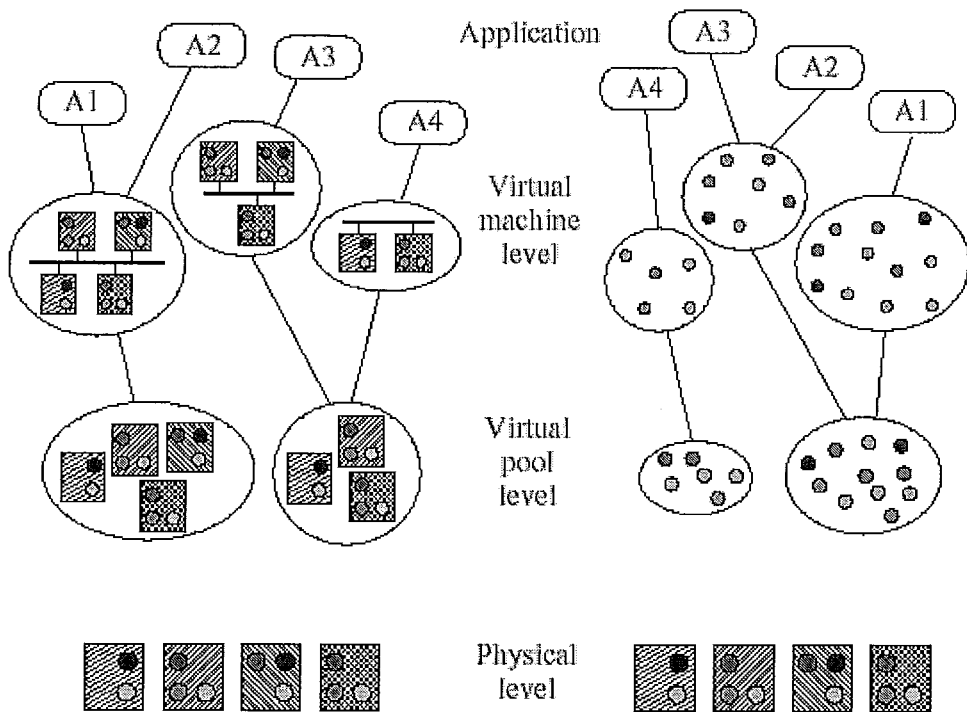 Application
A3
A2
A3
A2
A4
A1
A1
A4
Virtual
machine
level
Virtual
pool
level
Physical
level